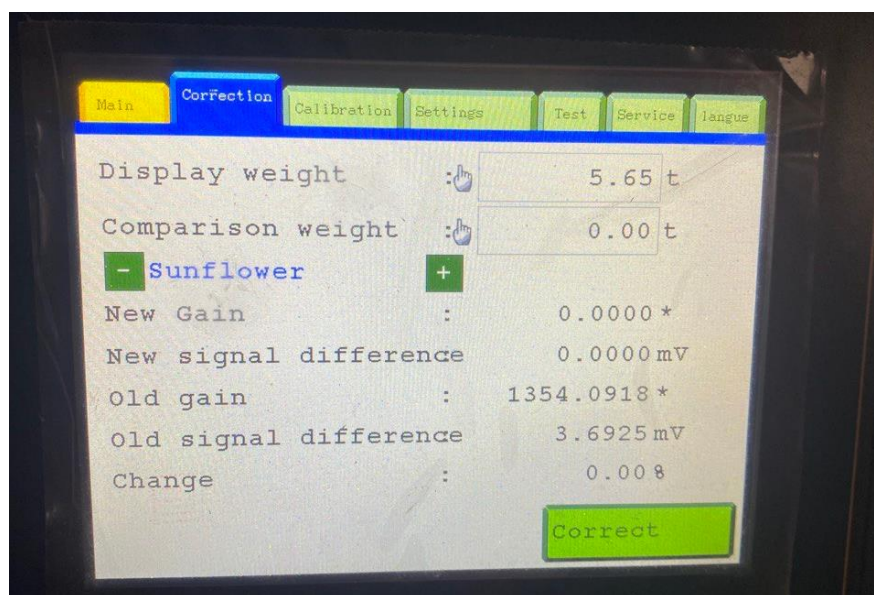 Main Correction Calibration Settings Test Service langue
Display weight : 5.65 t
Comparison weight : 0.00 t
- Sunflower +
New Gain : 0.0000 *
New signal difference 0.0000 mV
Old gain : 1354.0918 *
Old signal difference 3.6925 mV
Change : 0.00 %
Correct